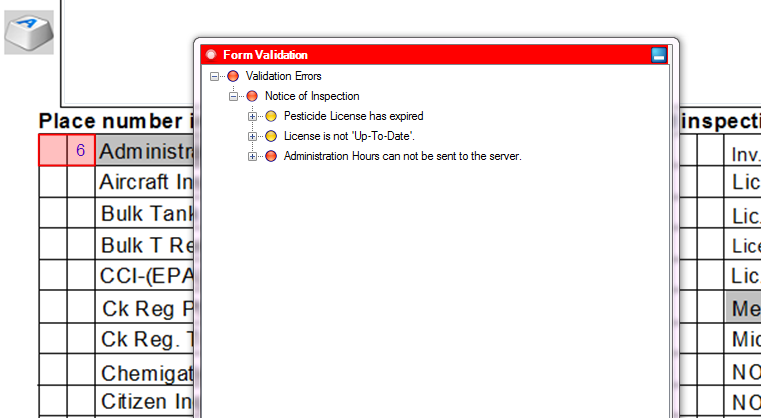 A
Form Validation
Validation Errors
Notice of Inspection
Pesticide License has expired
License is not 'Up-To-Date'.
Administration Hours can not be sent to the server.
Place number i
inspecti
6 Administra
Inv.
Aircraft In
Lic
Bulk Tank
Lic.
Bulk T Re
Lice
CCI-(EPA
Lic.
Ck Reg P
Me
Ck Reg. T
Mic
Chemigat
NO
Citizen In
NO